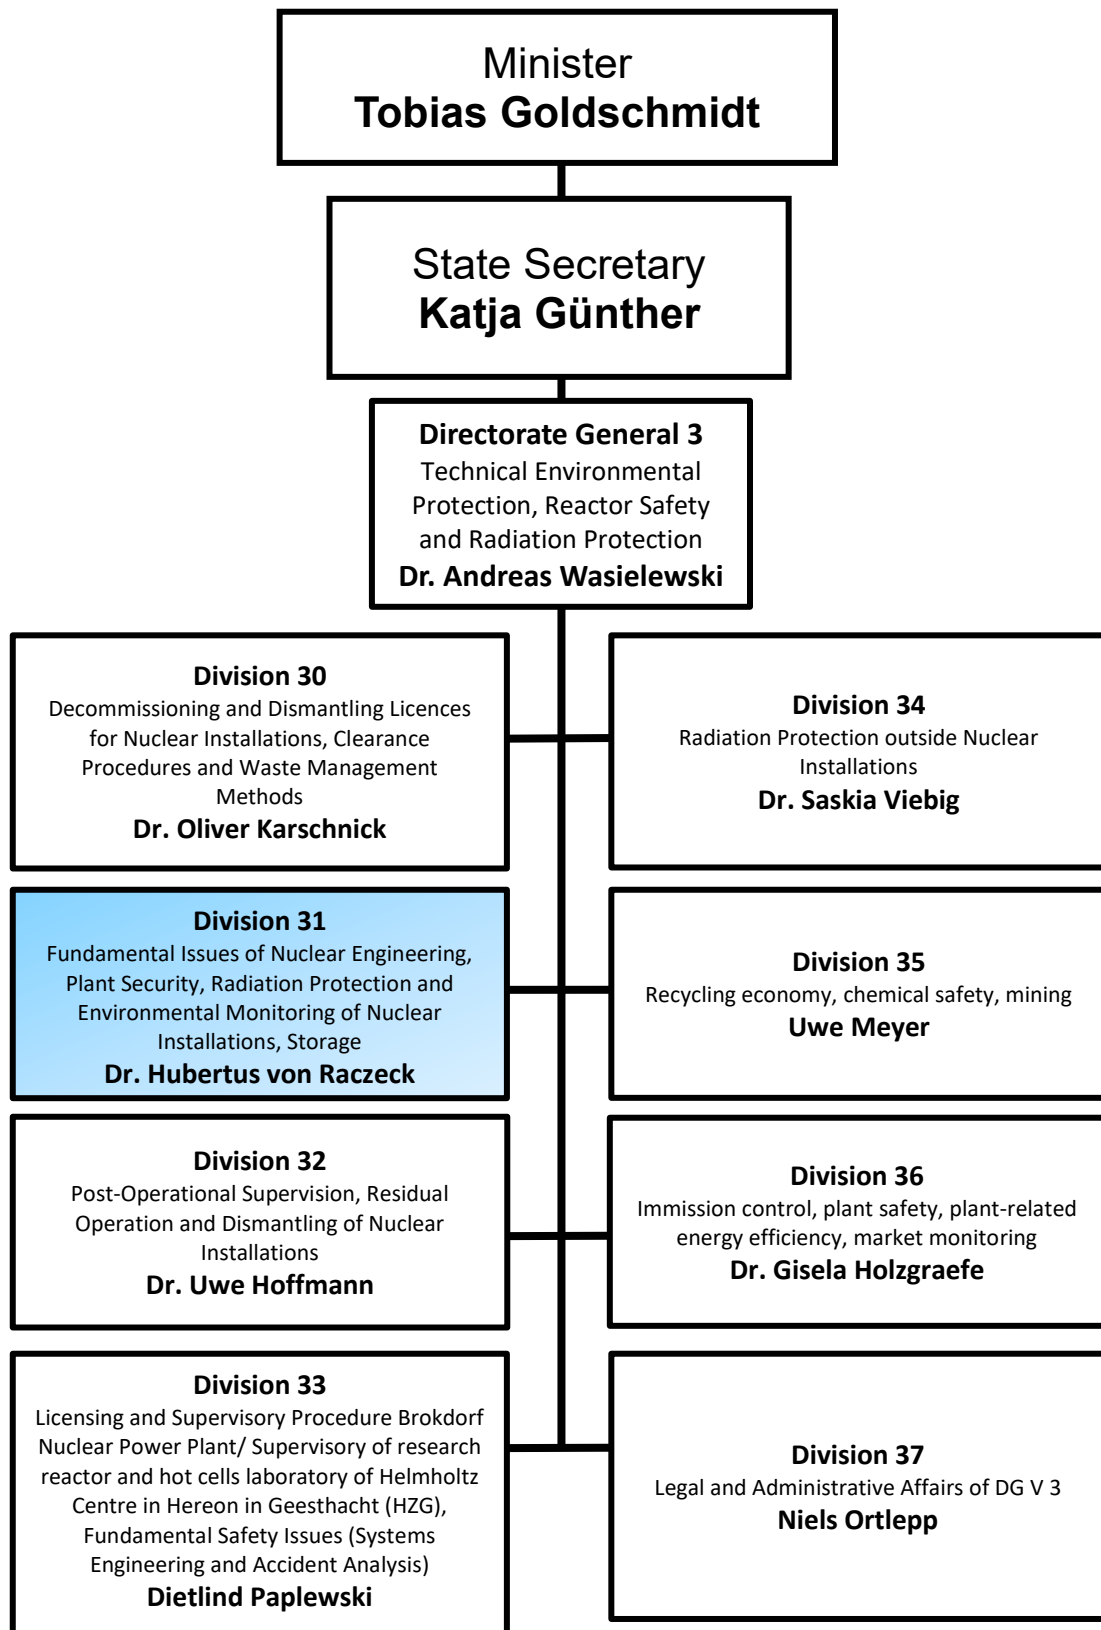 Minister
Tobias Goldschmidt
State Secretary
Katja Günther
Directorate General 3
Technical Environmental
Protection, Reactor Safety
and Radiation Protection
Dr. Andreas Wasielewski
Division 30
Decommissioning and Dismantling Licences
for Nuclear Installations, Clearance
Procedures and Waste Management
Methods
Dr. Oliver Karschnick
Division 34
Radiation Protection outside Nuclear
Installations
Dr. Saskia Viebig
Division 31
Fundamental Issues of Nuclear Engineering,
Plant Security, Radiation Protection and
Environmental Monitoring of Nuclear
Installations, Storage
Dr. Hubertus von Raczeck
Division 35
Recycling economy, chemical safety, mining
Uwe Meyer
Division 32
Post-Operational Supervision, Residual
Operation and Dismantling of Nuclear
Installations
Dr. Uwe Hoffmann
Division 36
Immission control, plant safety, plant-related
energy efficiency, market monitoring
Dr. Gisela Holzgraefe
Division 33
Licensing and Supervisory Procedure Brokdorf
Nuclear Power Plant/ Supervisory of research
reactor and hot cells laboratory of Helmholtz
Centre in Hereon in Geesthacht (HZG),
Fundamental Safety Issues (Systems
Engineering and Accident Analysis)
Dietlind Paplewski
Division 37
Legal and Administrative Affairs of DG V 3
Niels Ortlepp